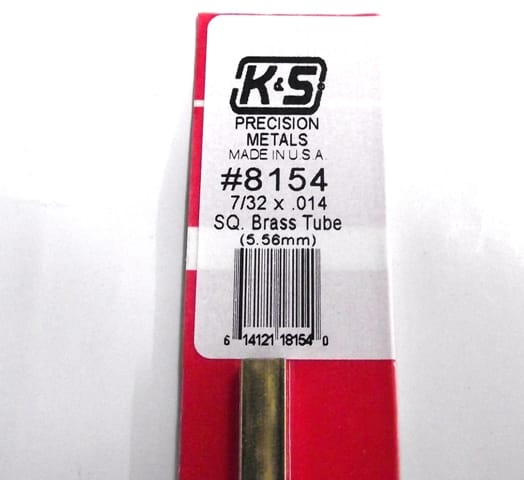 K&S
PRECISION
METALS
MADE IN U.S.A.
#8154
7/32 x .014
SQ. Brass Tube
(5.56mm)
6 14121 18154 0